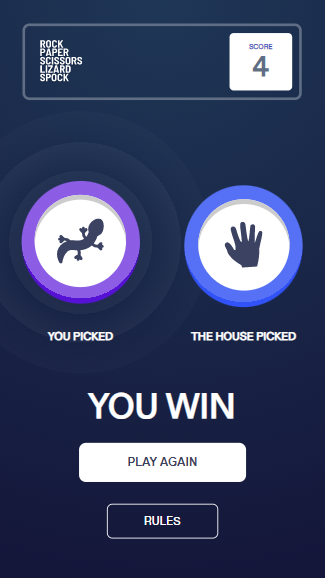 ROCK
PAPER
SCISSORS
LIZARD
SPOCK
SCORE
4
YOU PICKED
THE HOUSE PICKED
YOU WIN
PLAY AGAIN
RULES